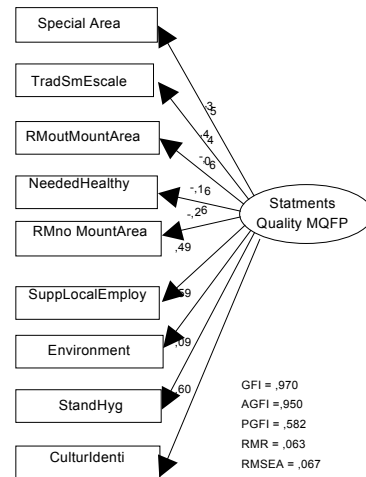 Special Area
TradSmEscale
RMoutMountArea
NeededHealthy
RMno MountArea
SuppLocalEmploy
Environment
StandHyg
CulturIdenti
Statments
Quality MQFP
,35
,44
-,06
-,16
-,26
,49
,59
,09
,60
GFI = ,970
AGFI =,950
PGFI = ,582
RMR = ,063
RMSEA = ,067